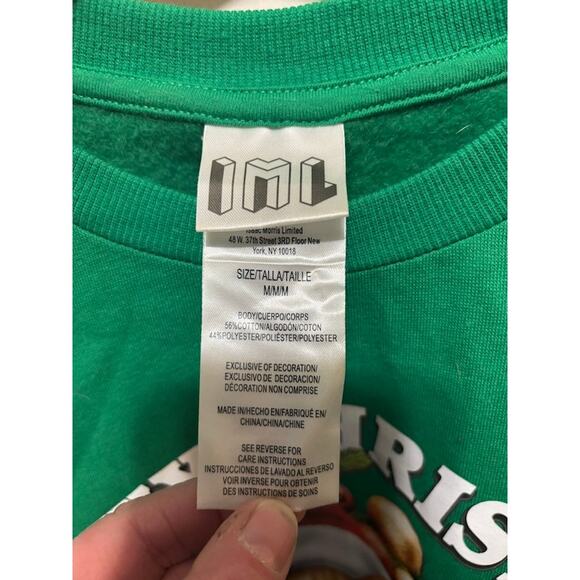 IML
Isaac Morris Limited
48 W. 37th Street 3RD Floor New
York, NY 10018
SIZE/TALLA/TAILLE
M/M/M
BODY/CUERPO/CORPS
56%COTTON/ALGODÓN/COTON
44%POLYESTER/POLIÉSTER/POLYESTER
EXCLUSIVE OF DECORATION/
EXCLUSIVO DE DECORACION/
DÉCORATION NON COMPRISE
MADE IN/HECHO EN/FABRIQUÉ EN/
CHINA/CHINA/CHINE
SEE REVERSE FOR
CARE INSTRUCTIONS
INSTRUCCIONES DE LAVADO AL REVERSO
VOIR INVERSE POUR OBTENIR
DES INSTRUCTIONS DE SOINS
RIS